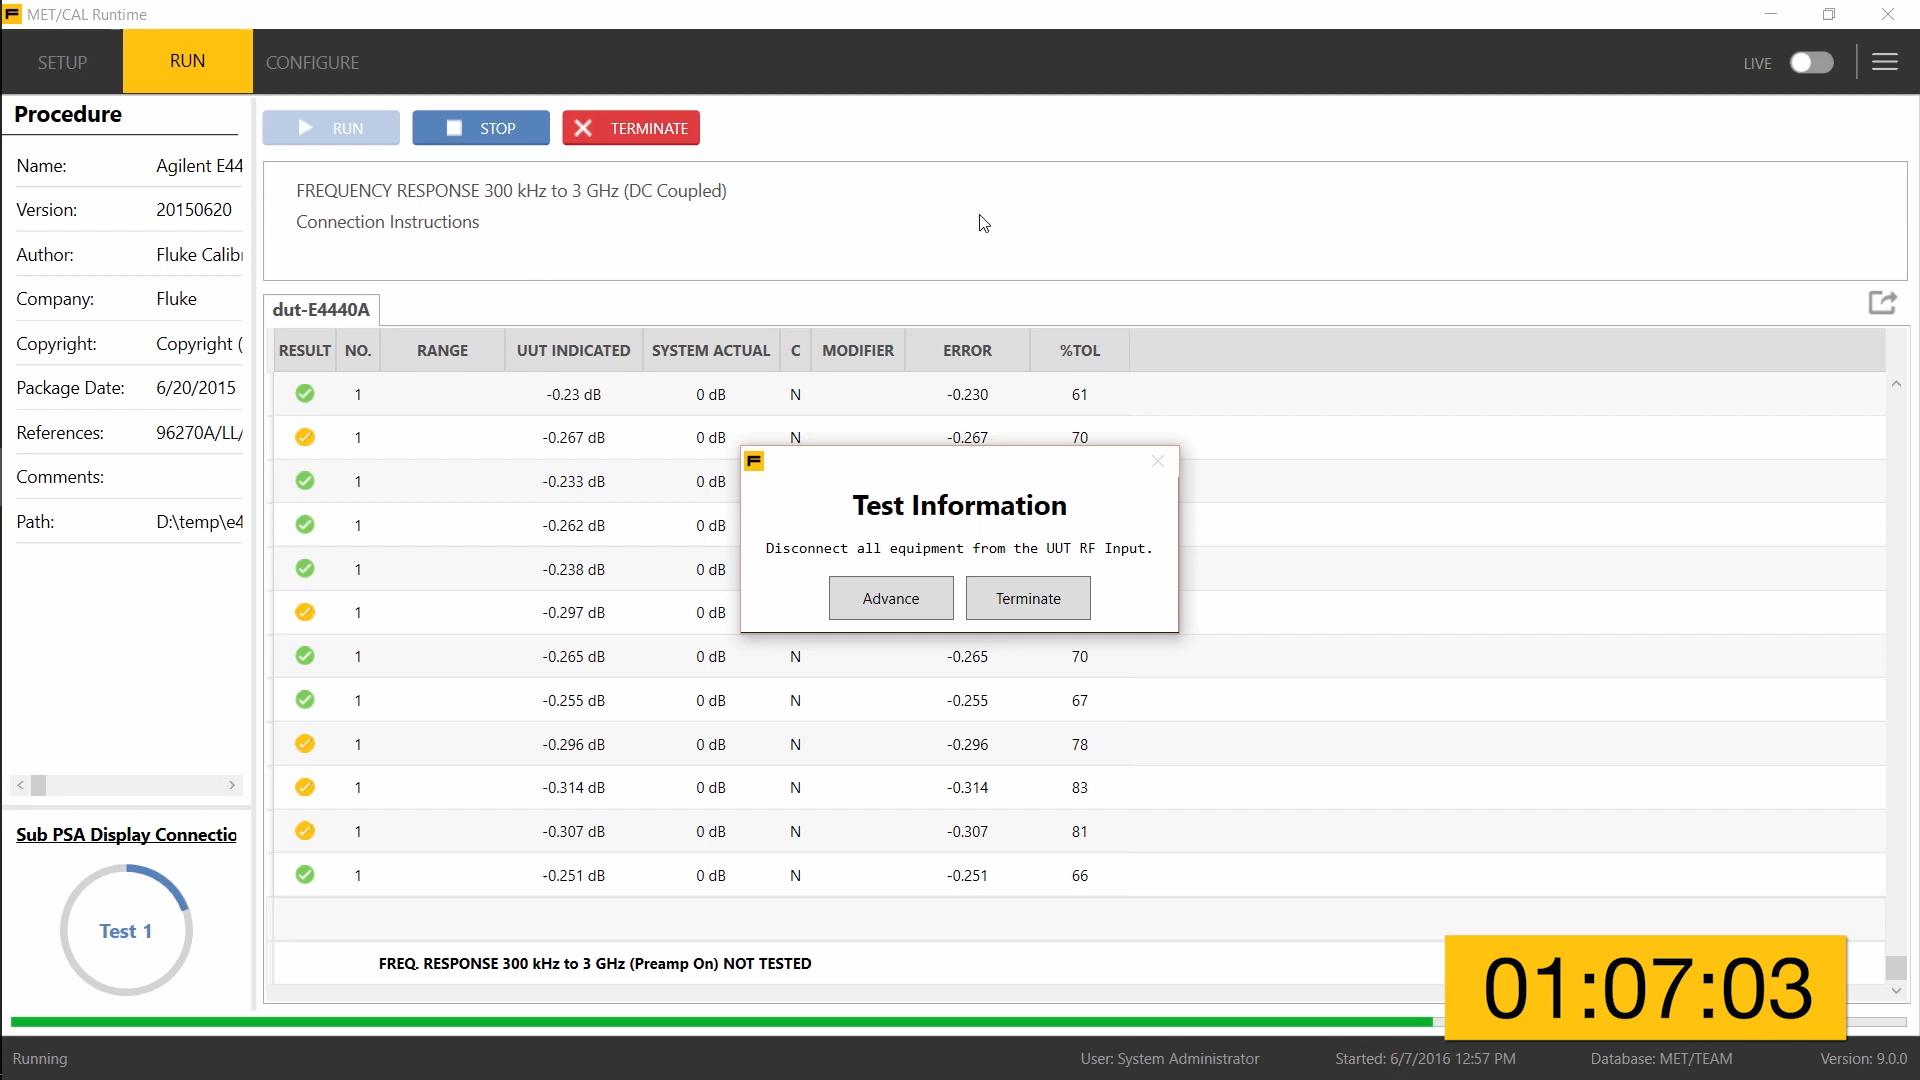 MET/CAL Runtime
SETUP RUN CONFIGURE LIVE
Procedure
Name: Agilent E44
Version: 20150620
Author: Fluke Calib
Company: Fluke
Copyright: Copyright (
Package Date: 6/20/2015
References: 96270A/LL/
Comments:
Path: D:\temp\e4
Sub PSA Display Connectio
Test 1
RUN STOP TERMINATE
FREQUENCY RESPONSE 300 kHz to 3 GHz (DC Coupled)
Connection Instructions
dut-E4440A
RESULT NO. RANGE UUT INDICATED SYSTEM ACTUAL C MODIFIER ERROR %TOL
1 -0.23 dB 0 dB N -0.230 61
1 -0.267 dB 0 dB N -0.267 70
1 -0.233 dB 0 dB
1 -0.262 dB 0 dB
1 -0.238 dB 0 dB
1 -0.297 dB 0 dB
1 -0.265 dB 0 dB N -0.265 70
1 -0.255 dB 0 dB N -0.255 67
1 -0.296 dB 0 dB N -0.296 78
1 -0.314 dB 0 dB N -0.314 83
1 -0.307 dB 0 dB N -0.307 81
1 -0.251 dB 0 dB N -0.251 66
FREQ. RESPONSE 300 kHz to 3 GHz (Preamp On) NOT TESTED
Test Information
Disconnect all equipment from the UUT RF Input.
Advance Terminate
01:07:03
Running User: System Administrator Started: 6/7/2016 12:57 PM Database: MET/TEAM Version: 9.0.0